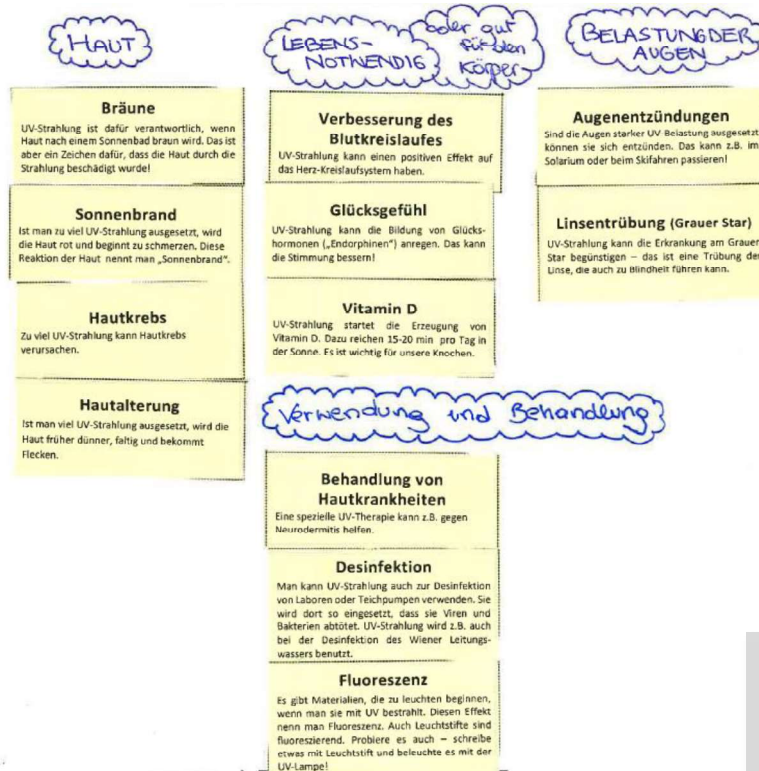 HAUT
Bräune
UV-Strahlung ist dafür verantwortlich, wenn
Haut nach einem Sonnenbad braun wird. Das ist
aber ein Zeichen dafür, dass die Haut durch die
Strahlung beschädigt wurde!
Sonnenbrand
Ist man zu viel UV-Strahlung ausgesetzt, wird
die Haut rot und beginnt zu schmerzen. Diese
Reaktion der Haut nennt man „Sonnenbrand“.
Hautkrebs
Zu viel UV-Strahlung kann Hautkrebs
verursachen.
Hautalterung
Ist man viel UV-Strahlung ausgesetzt, wird die
Haut früher dünner, faltig und bekommt
Flecken.
LEBENS-
NOTWENDIG
oder gut
für den
Körper
Verbesserung des
Blutkreislaufes
UV-Strahlung kann einen positiven Effekt auf
das Herz-Kreislaufsystem haben.
Glücksgefühl
UV-Strahlung kann die Bildung von Glücks-
hormonen („Endorphinen“) anregen. Das kann
die Stimmung bessern!
Vitamin D
UV-Strahlung startet die Erzeugung von
Vitamin D. Dazu reichen 15-20 min pro Tag in
der Sonne. Es ist wichtig für unsere Knochen.
BELASTUNG DER
AUGEN
Augenentzündungen
Sind die Augen starker UV Belastung ausgesetzt
können sie sich entzünden. Das kann z.B. im
Solarium oder beim Skifahren passieren!
Linsentrübung (Grauer Star)
UV-Strahlung kann die Erkrankung am Grauen
Star begünstigen – das ist eine Trübung der
Linse, die auch zu Blindheit führen kann.
Verwendung und Behandlung
Behandlung von
Hautkrankheiten
Eine spezielle UV-Therapie kann z.B. gegen
Neurodermitis helfen.
Desinfektion
Man kann UV-Strahlung auch zur Desinfektion
von Laboren oder Teichpumpen verwenden. Sie
wird dort so eingesetzt, dass sie Viren und
Bakterien abtötet. UV-Strahlung wird z.B. auch
bei der Desinfektion des Wiener Leitungs-
wassers benutzt.
Fluoreszenz
Es gibt Materialien, die zu leuchten beginnen,
wenn man sie mit UV bestrahlt. Diesen Effekt
nenn man Fluoreszenz. Auch Leuchtstifte sind
fluoreszierend. Probiere es auch – schreibe
etwas mit Leuchtstift und beleuchte es mit der
UV-Lampe!